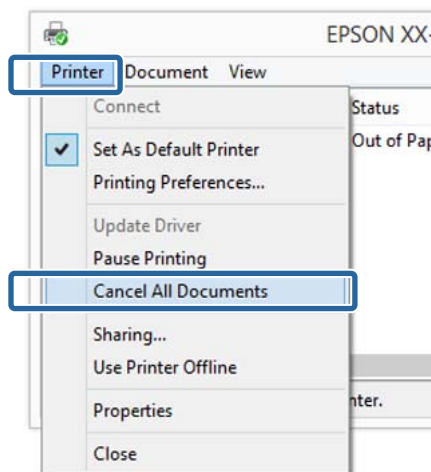 EPSON XX-
Printer Document View
Connect
Status
Set As Default Printer
Out of Pap
Printing Preferences...
Update Driver
Pause Printing
Cancel All Documents
Sharing...
Use Printer Offline
nter.
Properties
Close